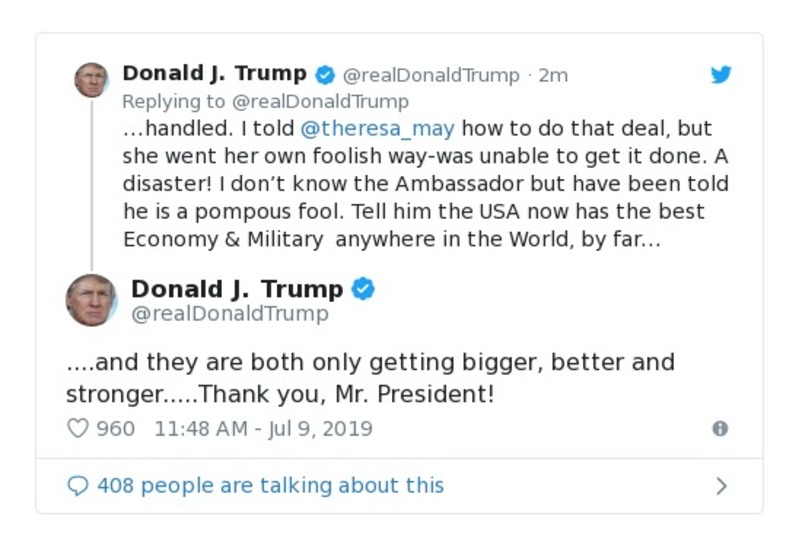 Donald J. Trump @realDonaldTrump · 2m
Replying to @realDonaldTrump
...handled. I told @theresa_may how to do that deal, but
she went her own foolish way-was unable to get it done. A
disaster! I don’t know the Ambassador but have been told
he is a pompous fool. Tell him the USA now has the best
Economy & Military  anywhere in the World, by far...
Donald J. Trump
@realDonaldTrump
....and they are both only getting bigger, better and
stronger.....Thank you, Mr. President!
960 11:48 AM - Jul 9, 2019
408 people are talking about this